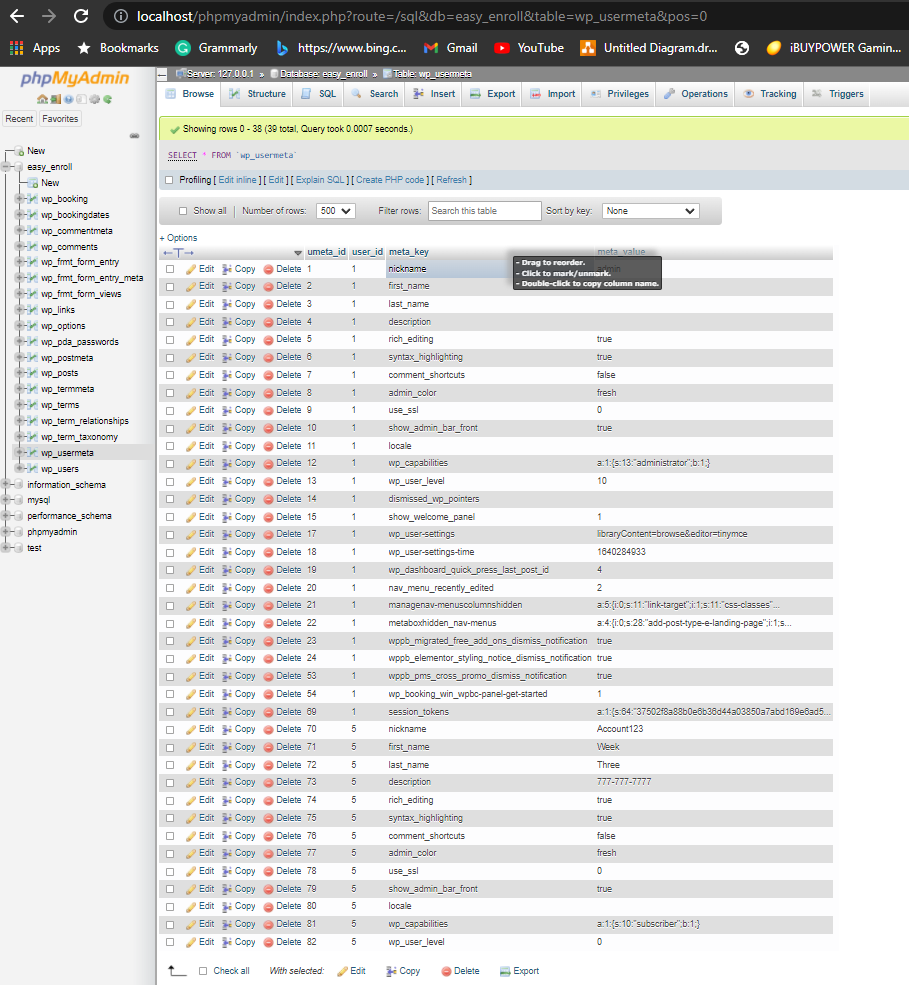 localhost/phpmyadmin/index.php?route=/sql&db=easy_enroll&table=wp_usermeta&pos=0
Apps Bookmarks Grammarly https://www.bing.c... Gmail YouTube Untitled Diagram.dr... iBUYPOWER Gamin...
phpMyAdmin
Recent Favorites
New
easy_enroll
New
wp_booking
wp_bookingdates
wp_commentmeta
wp_comments
wp_frmt_form_entry
wp_frmt_form_entry_meta
wp_frmt_form_views
wp_links
wp_options
wp_pda_passwords
wp_postmeta
wp_posts
wp_termmeta
wp_terms
wp_term_relationships
wp_term_taxonomy
wp_usermeta
wp_users
information_schema
mysql
performance_schema
phpmyadmin
test
Server: 127.0.0.1 » Database: easy_enroll » Table: wp_usermeta
Browse Structure SQL Search Insert Export Import Privileges Operations Tracking Triggers
Showing rows 0 - 38 (39 total, Query took 0.0007 seconds.)
SELECT * FROM `wp_usermeta`
Profiling [ Edit inline ] [ Edit ] [ Explain SQL ] [ Create PHP code ] [ Refresh ]
Show all Number of rows: 500 Filter rows: Search this table Sort by key: None
+ Options
←T→ umeta_id user_id meta_key meta_value
Edit Copy Delete 1 1 nickname admin
- Drag to reorder.
- Click to mark/unmark.
- Double-click to copy column name.
Edit Copy Delete 2 1 first_name
Edit Copy Delete 3 1 last_name
Edit Copy Delete 4 1 description
Edit Copy Delete 5 1 rich_editing true
Edit Copy Delete 6 1 syntax_highlighting true
Edit Copy Delete 7 1 comment_shortcuts false
Edit Copy Delete 8 1 admin_color fresh
Edit Copy Delete 9 1 use_ssl 0
Edit Copy Delete 10 1 show_admin_bar_front true
Edit Copy Delete 11 1 locale
Edit Copy Delete 12 1 wp_capabilities a:1:{s:13:"administrator";b:1;}
Edit Copy Delete 13 1 wp_user_level 10
Edit Copy Delete 14 1 dismissed_wp_pointers
Edit Copy Delete 15 1 show_welcome_panel 1
Edit Copy Delete 17 1 wp_user-settings libraryContent=browse&editor=tinymce
Edit Copy Delete 18 1 wp_user-settings-time 1640284933
Edit Copy Delete 19 1 wp_dashboard_quick_press_last_post_id 4
Edit Copy Delete 20 1 nav_menu_recently_edited 2
Edit Copy Delete 21 1 managenav-menuscolumnshidden a:5:{i:0;s:11:"link-target";i:1;s:11:"css-classes"...
Edit Copy Delete 22 1 metaboxhidden_nav-menus a:4:{i:0;s:28:"add-post-type-e-landing-page";i:1;s...
Edit Copy Delete 23 1 wppb_migrated_free_add_ons_dismiss_notification true
Edit Copy Delete 24 1 wppb_elementor_styling_notice_dismiss_notification true
Edit Copy Delete 53 1 wppb_pms_cross_promo_dismiss_notification true
Edit Copy Delete 54 1 wp_booking_win_wpbc-panel-get-started 1
Edit Copy Delete 69 1 session_tokens a:1:{s:64:"37502f8a88b0e6b36d44a03850a7abd169e6ad5...
Edit Copy Delete 70 5 nickname Account123
Edit Copy Delete 71 5 first_name Week
Edit Copy Delete 72 5 last_name Three
Edit Copy Delete 73 5 description 777-777-7777
Edit Copy Delete 74 5 rich_editing true
Edit Copy Delete 75 5 syntax_highlighting true
Edit Copy Delete 76 5 comment_shortcuts false
Edit Copy Delete 77 5 admin_color fresh
Edit Copy Delete 78 5 use_ssl 0
Edit Copy Delete 79 5 show_admin_bar_front true
Edit Copy Delete 80 5 locale
Edit Copy Delete 81 5 wp_capabilities a:1:{s:10:"subscriber";b:1;}
Edit Copy Delete 82 5 wp_user_level 0
Check all With selected: Edit Copy Delete Export